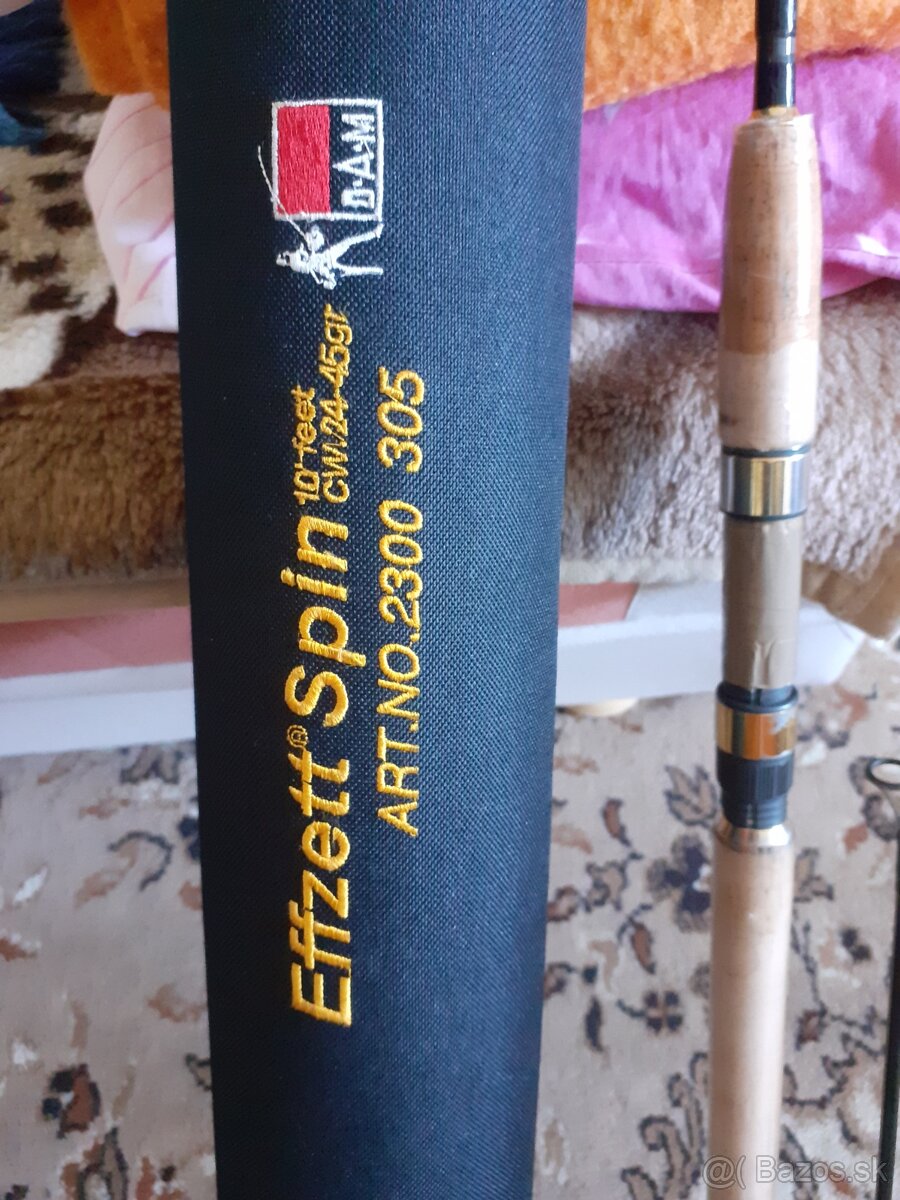 D·A·M
Effzett® Spin
10'-feet
CW.24-45gr
ART.NO.2300 305
@( Bazos.sk